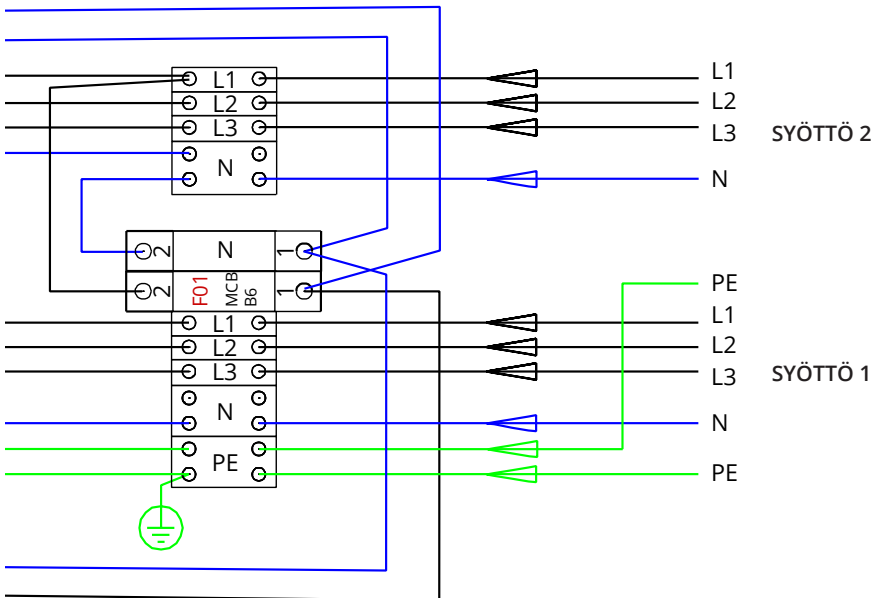 L1 L1
L2 L2
L3 L3 SYÖTTÖ 2
N N
2 N 1
2 F01 MCB B6 1
PE
L1 L1
L2 L2
L3 L3 SYÖTTÖ 1
N N
PE PE